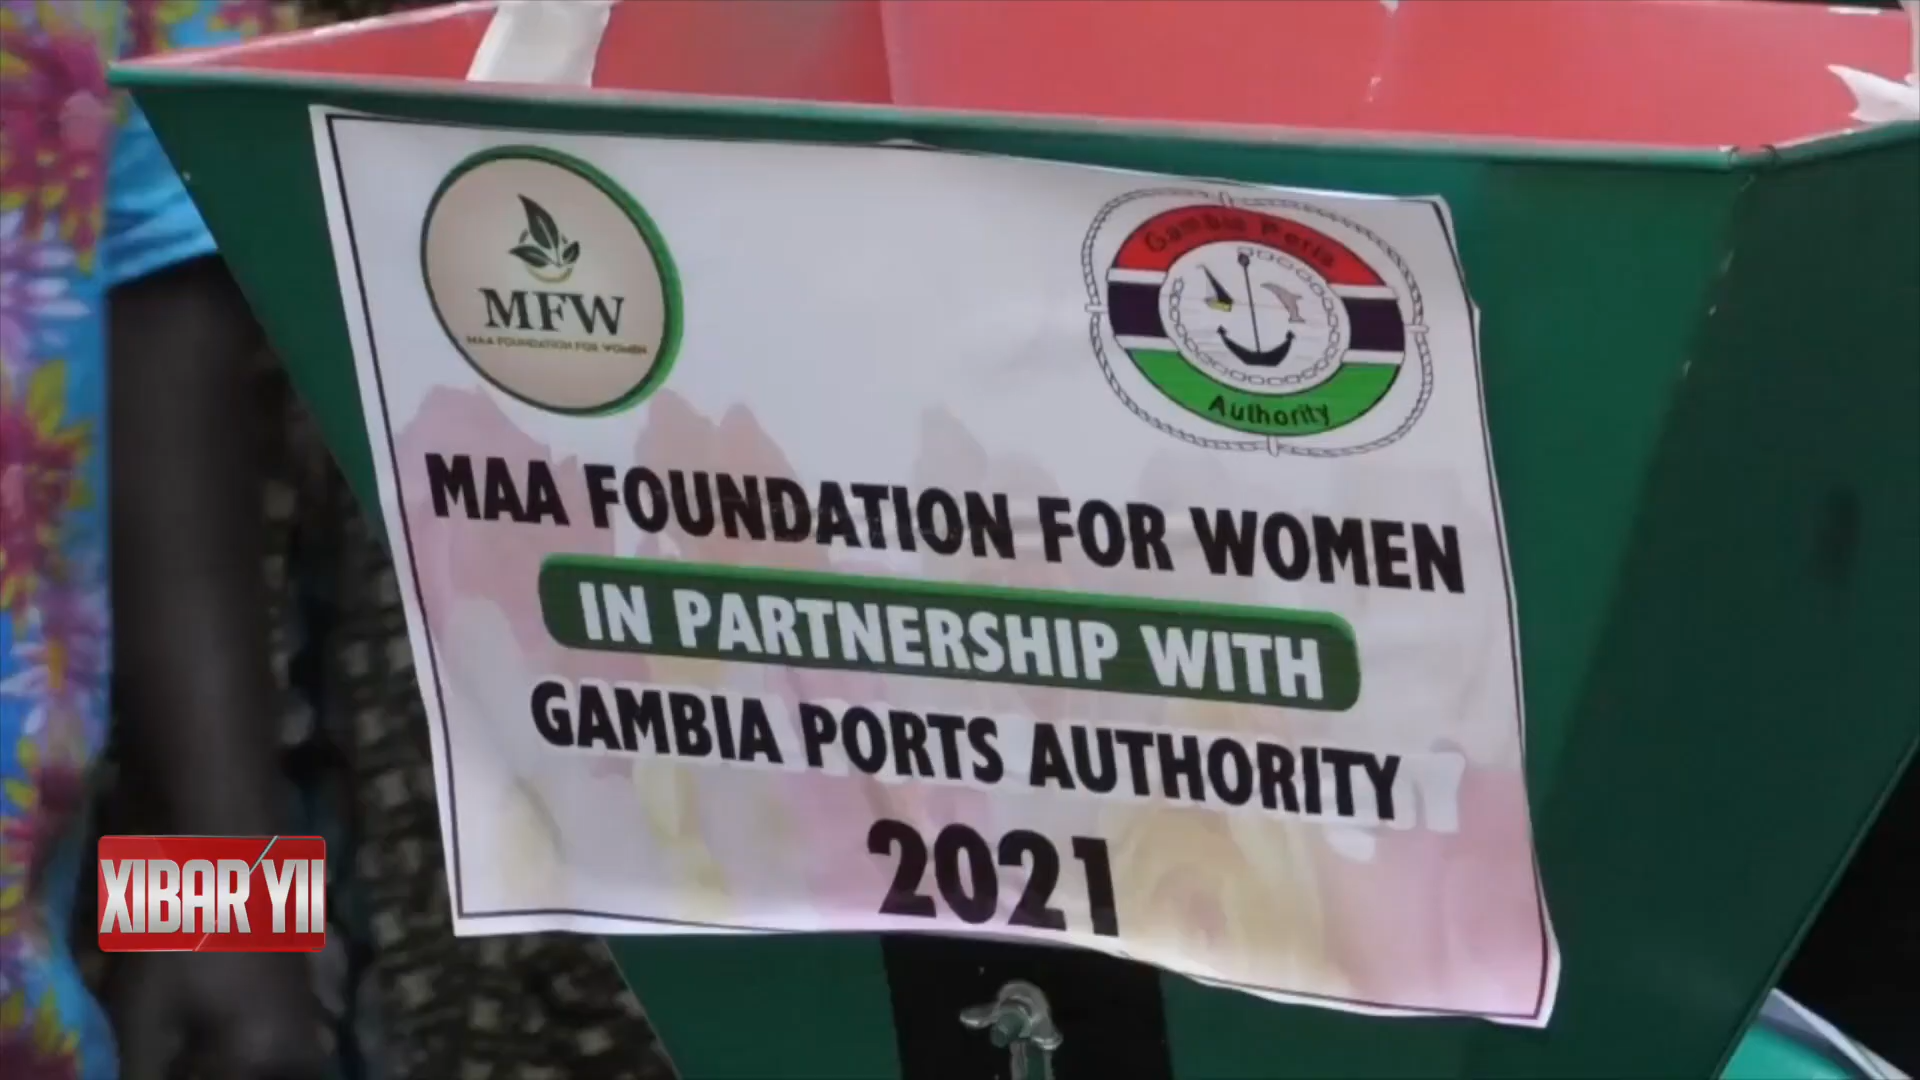 MFW
MAA FOUNDATION FOR WOMEN
Gambia Ports
Authority
MAA FOUNDATION FOR WOMEN
IN PARTNERSHIP WITH
GAMBIA PORTS AUTHORITY
2021
XIBAR YII